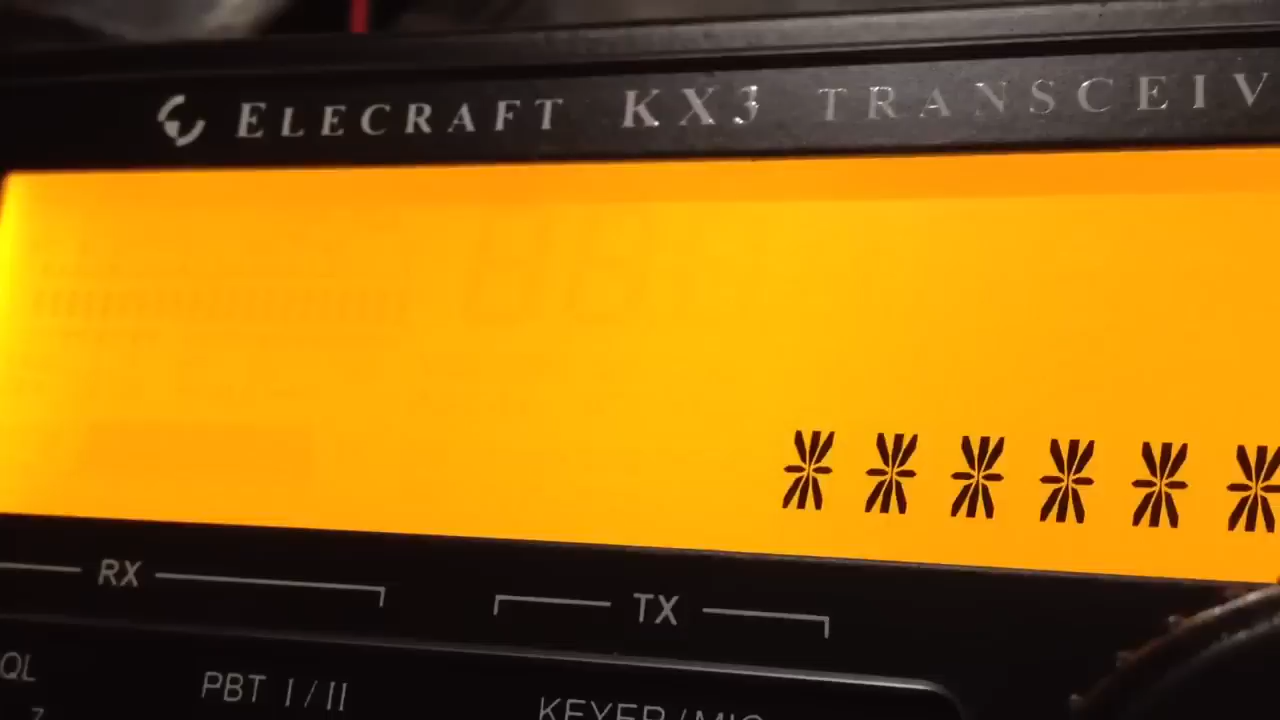 ELECRAFT KX3 TRANSCEIV
* * * * * *
RX TX
QL PBT I / II KEYER / MIC
Z